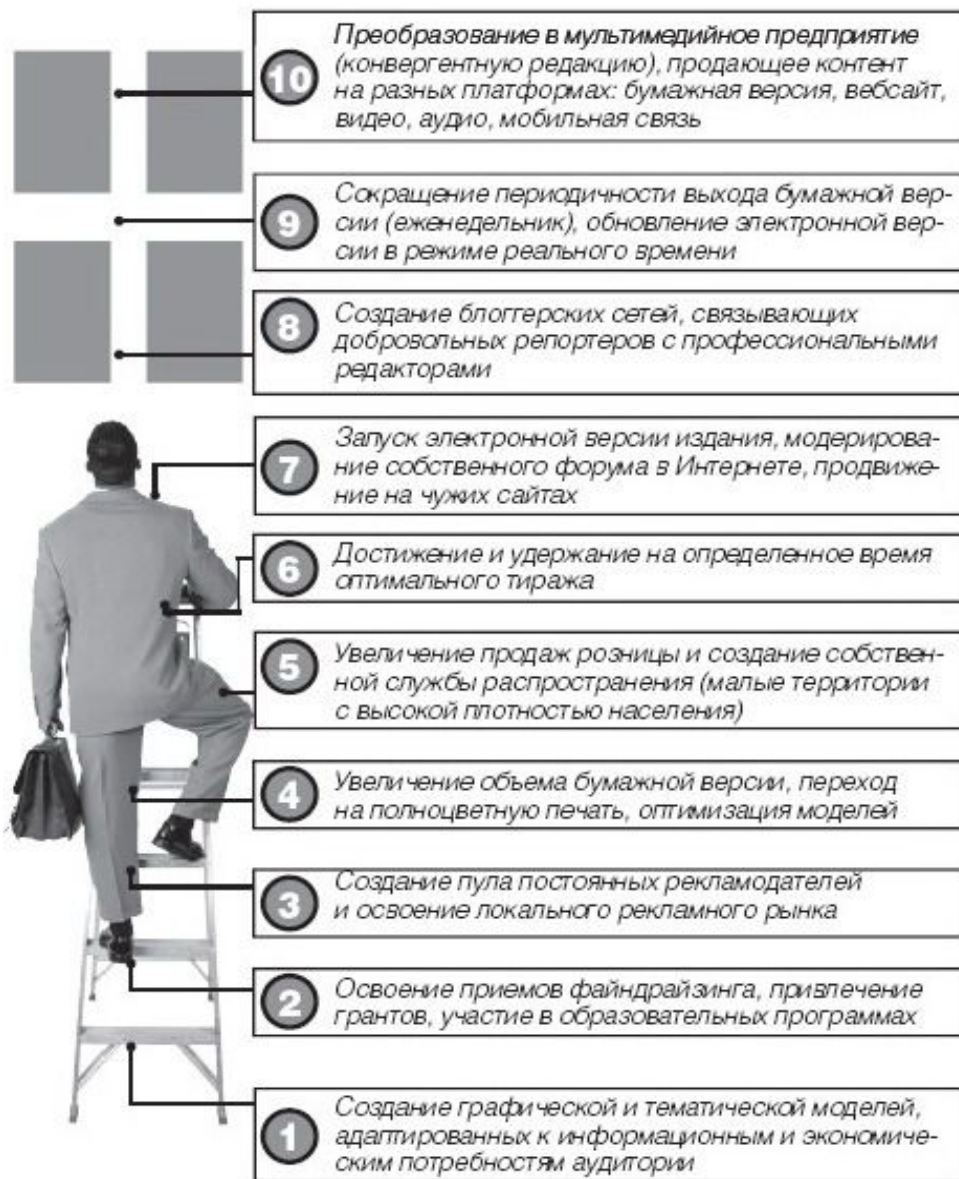 10
Преобразование в мультимедийное предприятие
(конвергентную редакцию), продающее контент
на разных платформах: бумажная версия, вебсайт,
видео, аудио, мобильная связь
9
Сокращение периодичности выхода бумажной вер-
сии (еженедельник), обновление электронной вер-
сии в режиме реального времени
8
Создание блоггерских сетей, связывающих
добровольных репортеров с профессиональными
редакторами
7
Запуск электронной версии издания, модерирова-
ние собственного форума в Интернете, продвиже-
ние на чужих сайтах
6
Достижение и удержание на определенное время
оптимального тиража
5
Увеличение продаж розницы и создание собствен-
ной службы распространения (малые территории
с высокой плотностью населения)
4
Увеличение объема бумажной версии, переход
на полноцветную печать, оптимизация моделей
3
Создание пула постоянных рекламодателей
и освоение локального рекламного рынка
2
Освоение приемов файндрайзинга, привлечение
грантов, участие в образовательных программах
1
Создание графической и тематической моделей,
адаптированных к информационным и экономиче-
ским потребностям аудитории